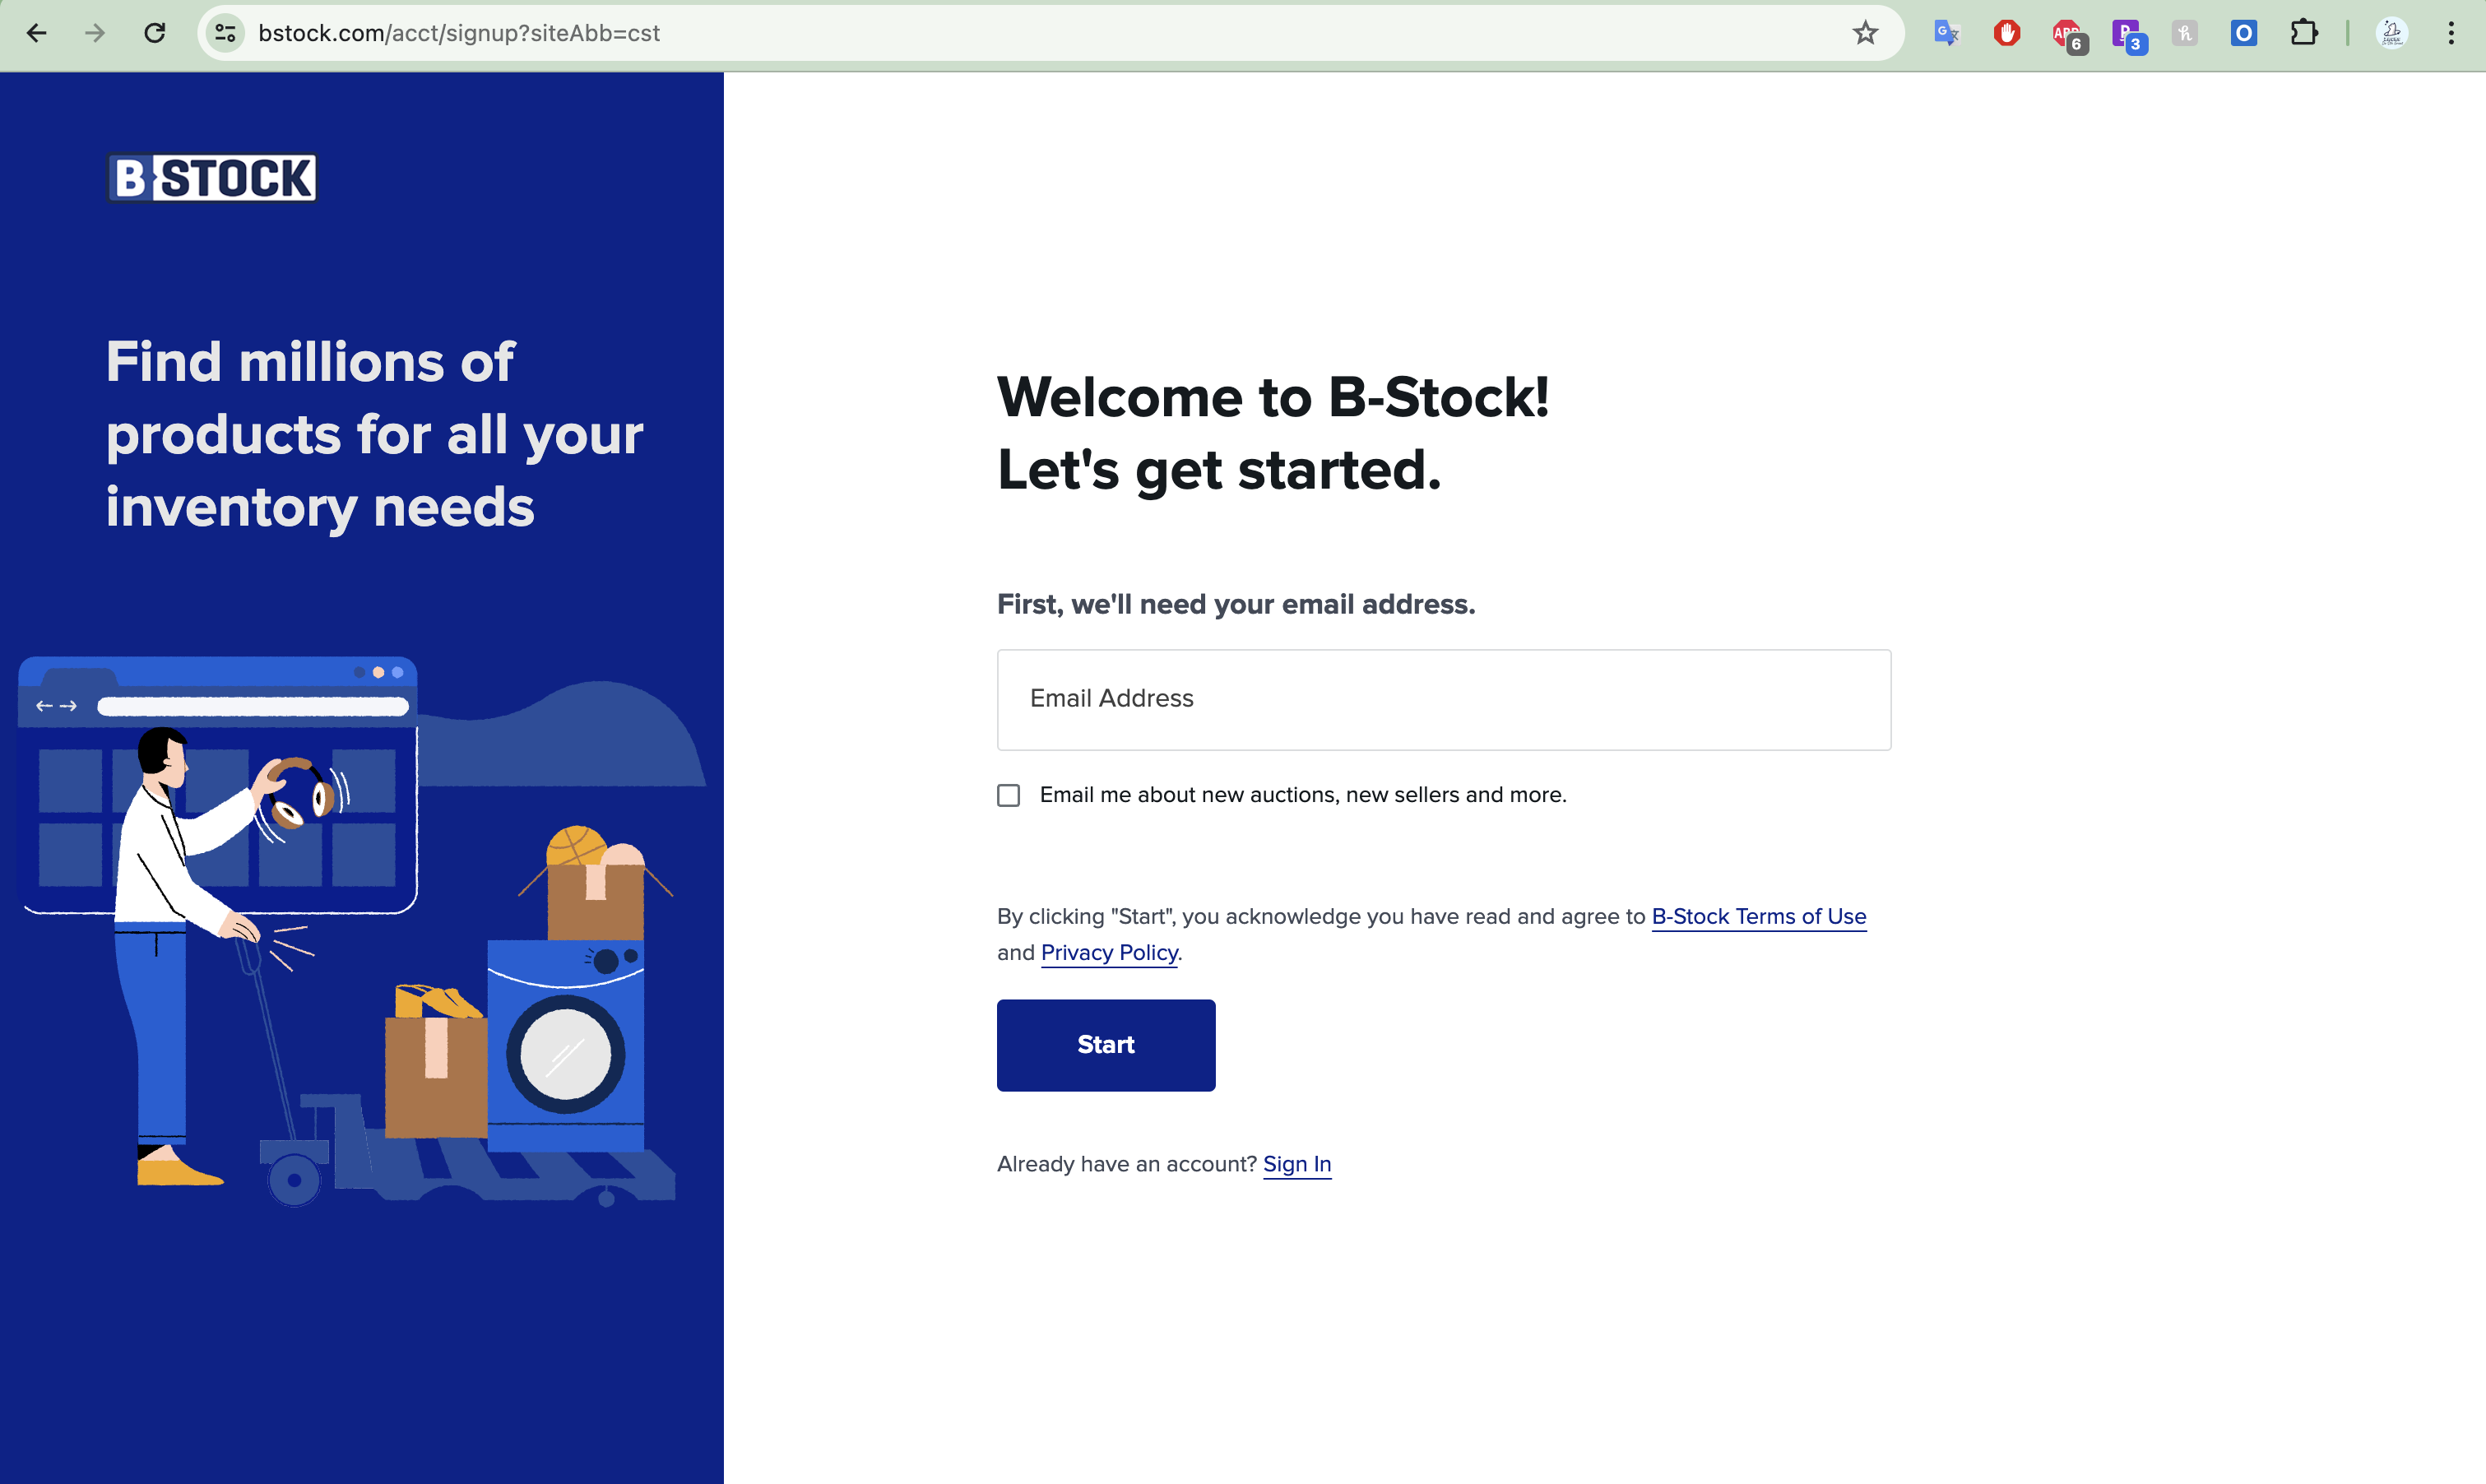 bstock.com/acct/signup?siteAbb=cst
6
3
B STOCK
Find millions of
products for all your
inventory needs
Welcome to B-Stock!
Let's get started.
First, we'll need your email address.
Email Address
Email me about new auctions, new sellers and more.
By clicking "Start", you acknowledge you have read and agree to B-Stock Terms of Use
and Privacy Policy.
Start
Already have an account? Sign In